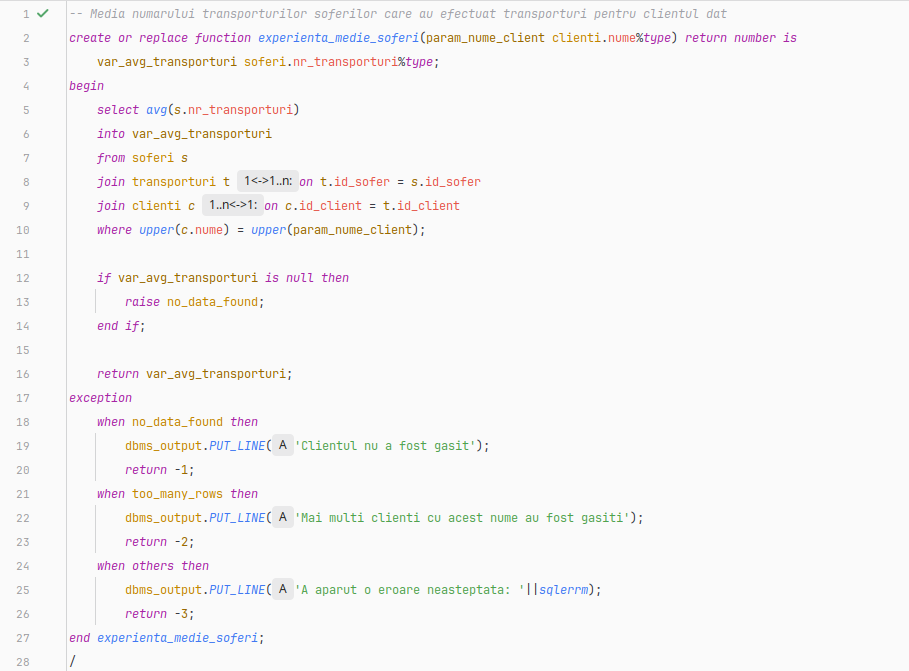 1 -- Media numarului transporturilor soferilor care au efectuat transporturi pentru clientul dat
2 create or replace function experienta_medie_soferi(param_nume_client clienti.nume%type) return number is
3     var_avg_transporturi soferi.nr_transporturi%type;
4 begin
5     select avg(s.nr_transporturi)
6     into var_avg_transporturi
7     from soferi s
8     join transporturi t 1<->1..n: on t.id_sofer = s.id_sofer
9     join clienti c 1..n<->1: on c.id_client = t.id_client
10     where upper(c.nume) = upper(param_nume_client);
11
12     if var_avg_transporturi is null then
13         raise no_data_found;
14     end if;
15
16     return var_avg_transporturi;
17 exception
18     when no_data_found then
19         dbms_output.PUT_LINE( A 'Clientul nu a fost gasit');
20         return -1;
21     when too_many_rows then
22         dbms_output.PUT_LINE( A 'Mai multi clienti cu acest nume au fost gasiti');
23         return -2;
24     when others then
25         dbms_output.PUT_LINE( A 'A aparut o eroare neasteptata: '||sqlerrm);
26         return -3;
27 end experienta_medie_soferi;
28 /